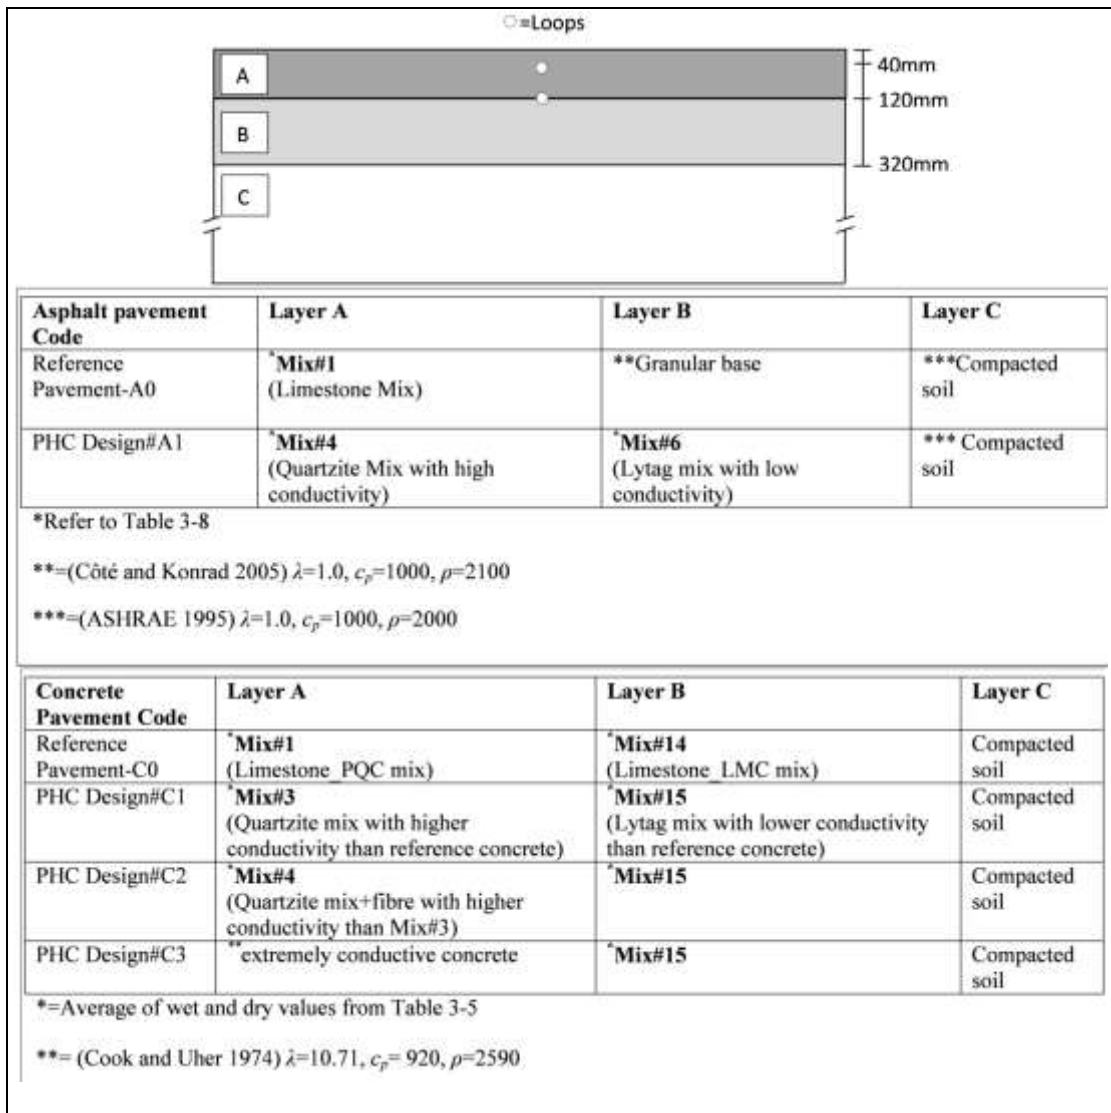 ○=Loops
A
40mm
120mm
B
320mm
C
Asphalt pavement Code | Layer A | Layer B | Layer C
Reference Pavement-A0 | *Mix#1 (Limestone Mix) | **Granular base | ***Compacted soil
PHC Design#A1 | *Mix#4 (Quartzite Mix with high conductivity) | *Mix#6 (Lytag mix with low conductivity) | *** Compacted soil
*Refer to Table 3-8
**=(Côté and Konrad 2005) λ=1.0, cp=1000, ρ=2100
***=(ASHRAE 1995) λ=1.0, cp=1000, ρ=2000
Concrete Pavement Code | Layer A | Layer B | Layer C
Reference Pavement-C0 | *Mix#1 (Limestone_PQC mix) | *Mix#14 (Limestone_LMC mix) | Compacted soil
PHC Design#C1 | *Mix#3 (Quartzite mix with higher conductivity than reference concrete) | *Mix#15 (Lytag mix with lower conductivity than reference concrete) | Compacted soil
PHC Design#C2 | *Mix#4 (Quartzite mix+fibre with higher conductivity than Mix#3) | *Mix#15 | Compacted soil
PHC Design#C3 | **extremely conductive concrete | *Mix#15 | Compacted soil
*=Average of wet and dry values from Table 3-5
**= (Cook and Uher 1974) λ=10.71, cp= 920, ρ=2590